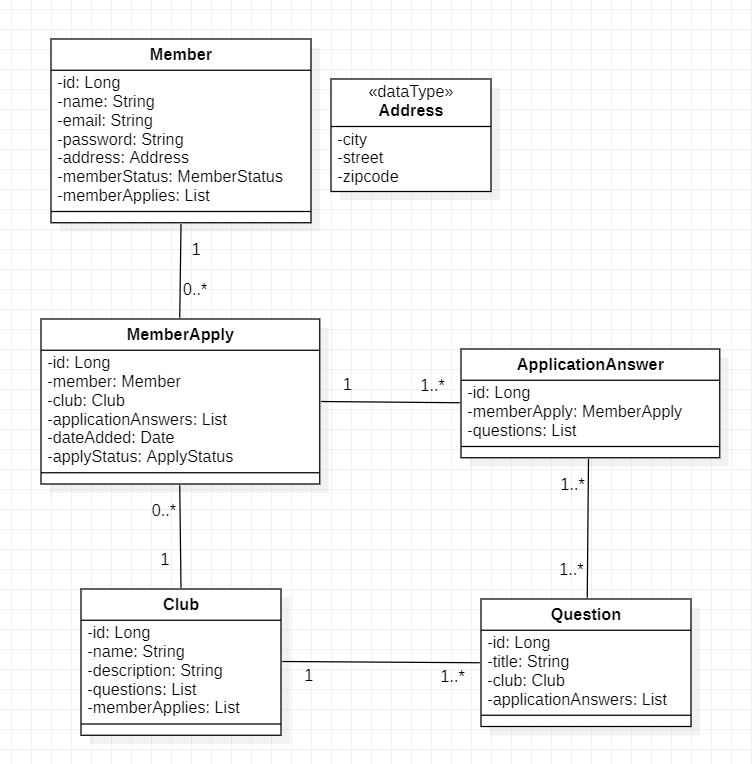 Member
-id: Long
-name: String
-email: String
-password: String
-address: Address
-memberStatus: MemberStatus
-memberApplies: List
«dataType»
Address
-city
-street
-zipcode
1
0..*
MemberApply
-id: Long
-member: Member
-club: Club
-applicationAnswers: List
-dateAdded: Date
-applyStatus: ApplyStatus
1
1..*
ApplicationAnswer
-id: Long
-memberApply: MemberApply
-questions: List
0..*
1
1..*
1..*
Club
-id: Long
-name: String
-description: String
-questions: List
-memberApplies: List
1
1..*
Question
-id: Long
-title: String
-club: Club
-applicationAnswers: List